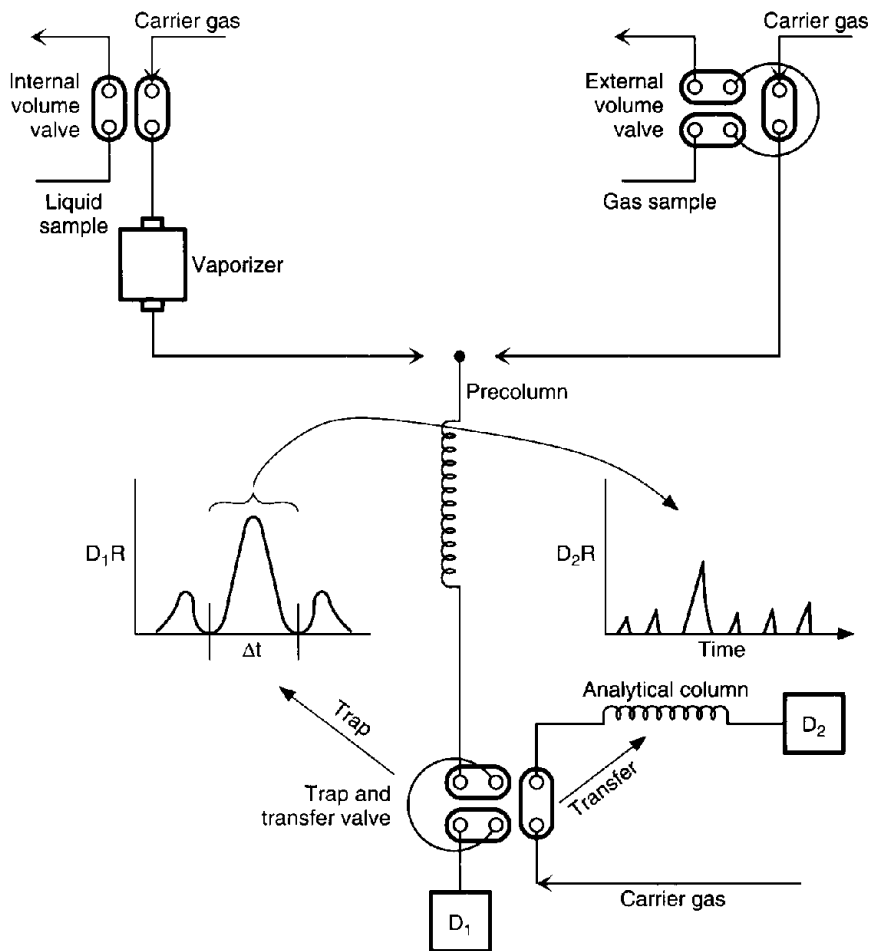 Carrier gas
Internal
volume
valve
Liquid
sample
Vaporizer
Carrier gas
External
volume
valve
Gas sample
Precolumn
D₁R
Δt
D₂R
Time
Trap
Trap and
transfer valve
Analytical column
D₂
Transfer
Carrier gas
D₁